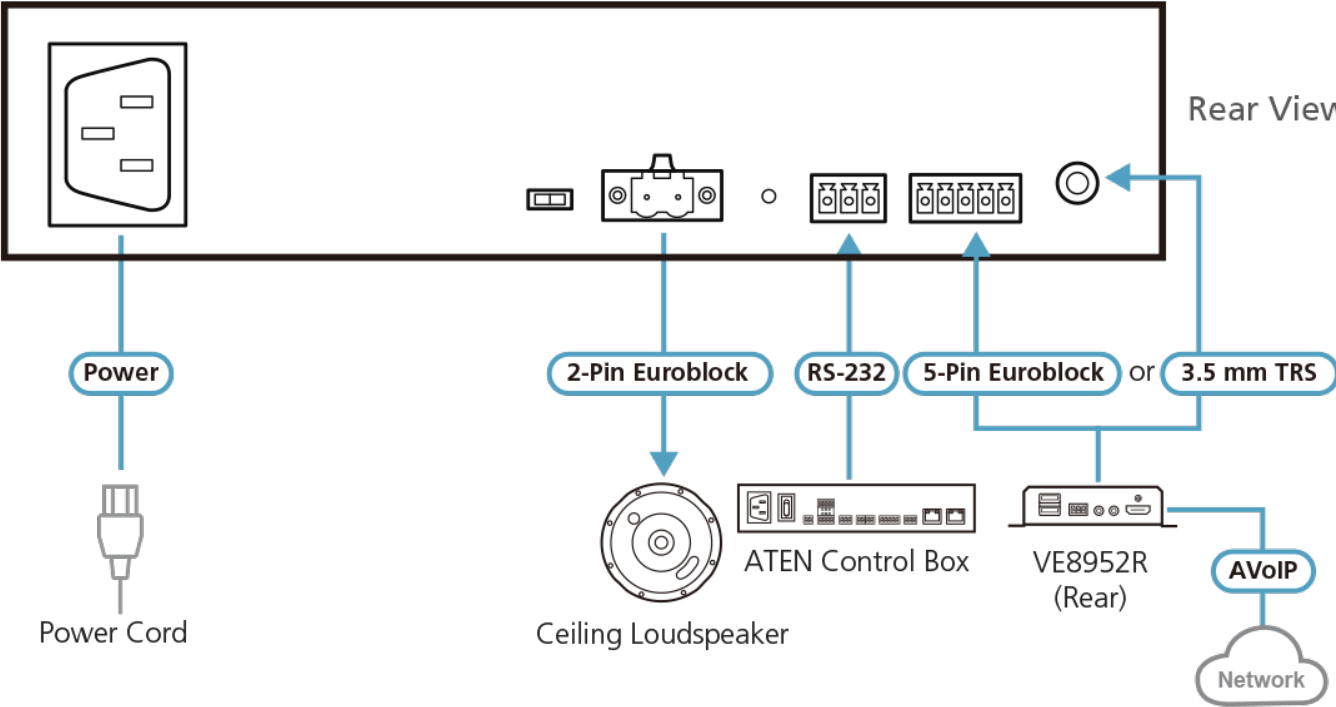 Rear View
Power
2-Pin Euroblock
RS-232
5-Pin Euroblock
or
3.5 mm TRS
ATEN Control Box
VE8952R
(Rear)
AVoIP
Power Cord
Ceiling Loudspeaker
Network